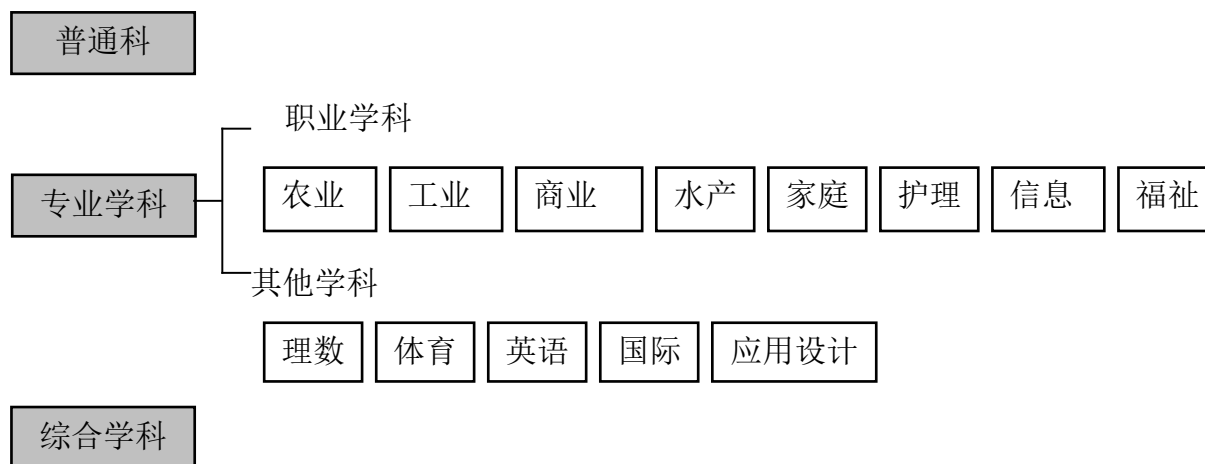 普通科
职业学科
专业学科
农业 工业 商业 水产 家庭 护理 信息 福祉
其他学科
理数 体育 英语 国际 应用设计
综合学科